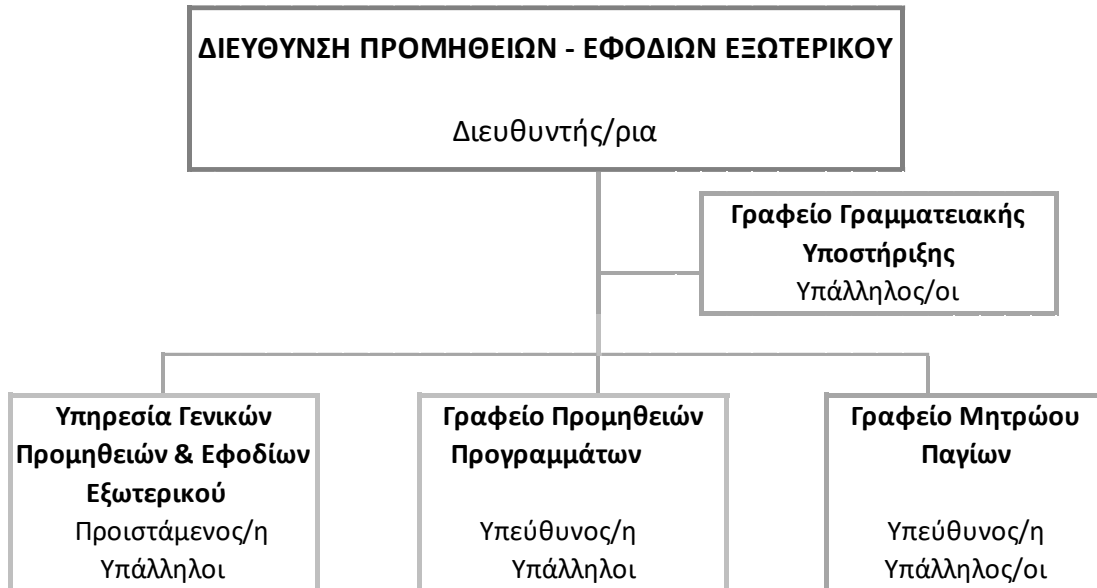 ΔΙΕΥΘΥΝΣΗ ΠΡΟΜΗΘΕΙΩΝ - ΕΦΟΔΙΩΝ ΕΞΩΤΕΡΙΚΟΥ
Διευθυντής/ρια
Γραφείο Γραμματειακής
Υποστήριξης
Υπάλληλος/οι
Υπηρεσία Γενικών
Προμηθειών & Εφοδίων
Εξωτερικού
Προιστάμενος/η
Υπάλληλοι
Γραφείο Προμηθειών
Προγραμμάτων
Υπεύθυνος/η
Υπάλληλοι
Γραφείο Μητρώου
Παγίων
Υπεύθυνος/η
Υπάλληλος/οι